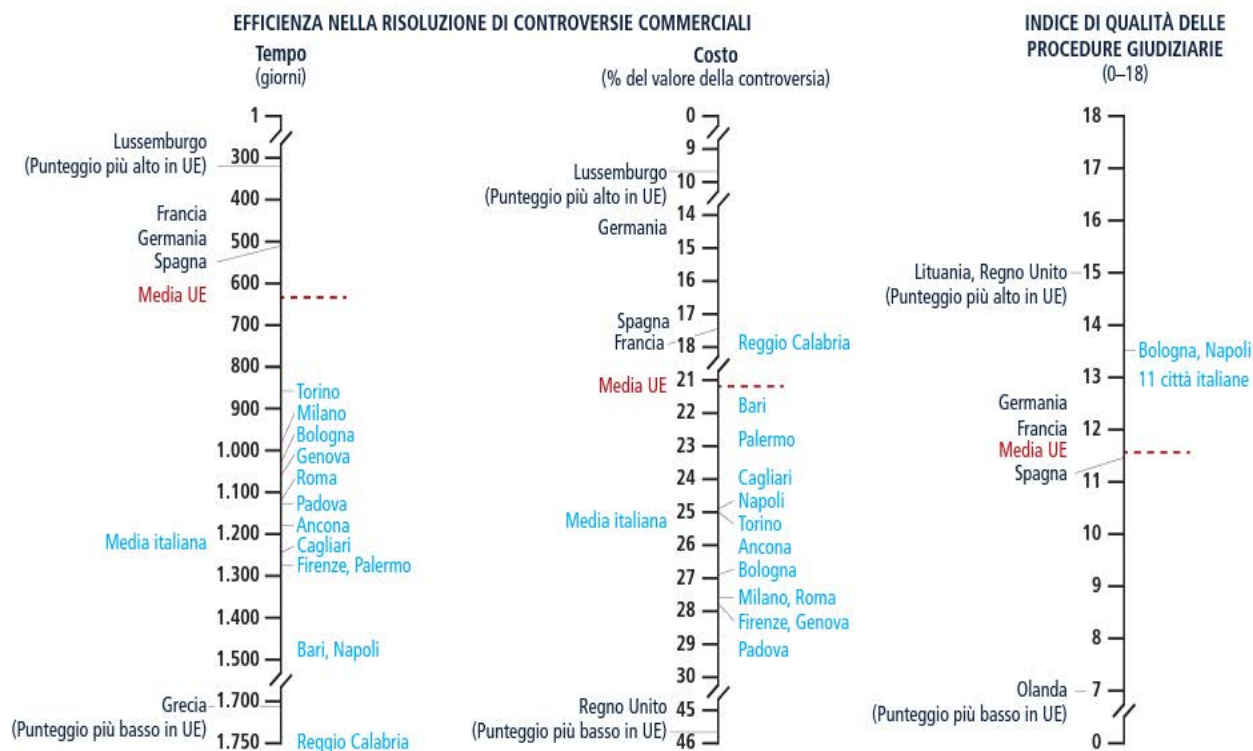 EFFICIENZA NELLA RISOLUZIONE DI CONTROVERSIE COMMERCIALI
Tempo
(giorni)
1
300
400
500
600
700
800
900
1.000
1.100
1.200
1.300
1.400
1.500
1.700
1.750
Lussemburgo
(Punteggio più alto in UE)
Francia
Germania
Spagna
Media UE
Media italiana
Grecia
(Punteggio più basso in UE)
Torino
Milano
Bologna
Genova
Roma
Padova
Ancona
Cagliari
Firenze, Palermo
Bari, Napoli
Reggio Calabria
Costo
(% del valore della controversia)
0
9
10
14
15
16
17
18
21
22
23
24
25
26
27
28
29
30
45
46
Lussemburgo
(Punteggio più alto in UE)
Germania
Spagna
Francia
Media UE
Media italiana
Regno Unito
(Punteggio più basso in UE)
Reggio Calabria
Bari
Palermo
Cagliari
Napoli
Torino
Ancona
Bologna
Milano, Roma
Firenze, Genova
Padova
INDICE DI QUALITÀ DELLE
PROCEDURE GIUDIZIARIE
(0–18)
18
17
16
15
14
13
12
11
10
9
8
7
0
Lituania, Regno Unito
(Punteggio più alto in UE)
Germania
Francia
Media UE
Spagna
Olanda
(Punteggio più basso in UE)
Bologna, Napoli
11 città italiane